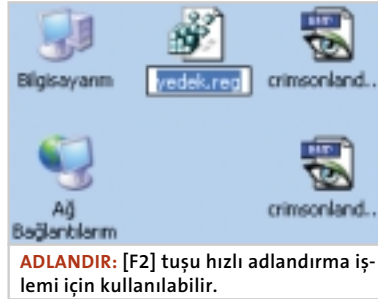 Bilgisayarım
yedek.reg
crimsonland..
Ağ
Bağlantılarım
crimsonland..
ADLANDIR: [F2] tuşu hızlı adlandırma iş-
lemi için kullanılabilir.